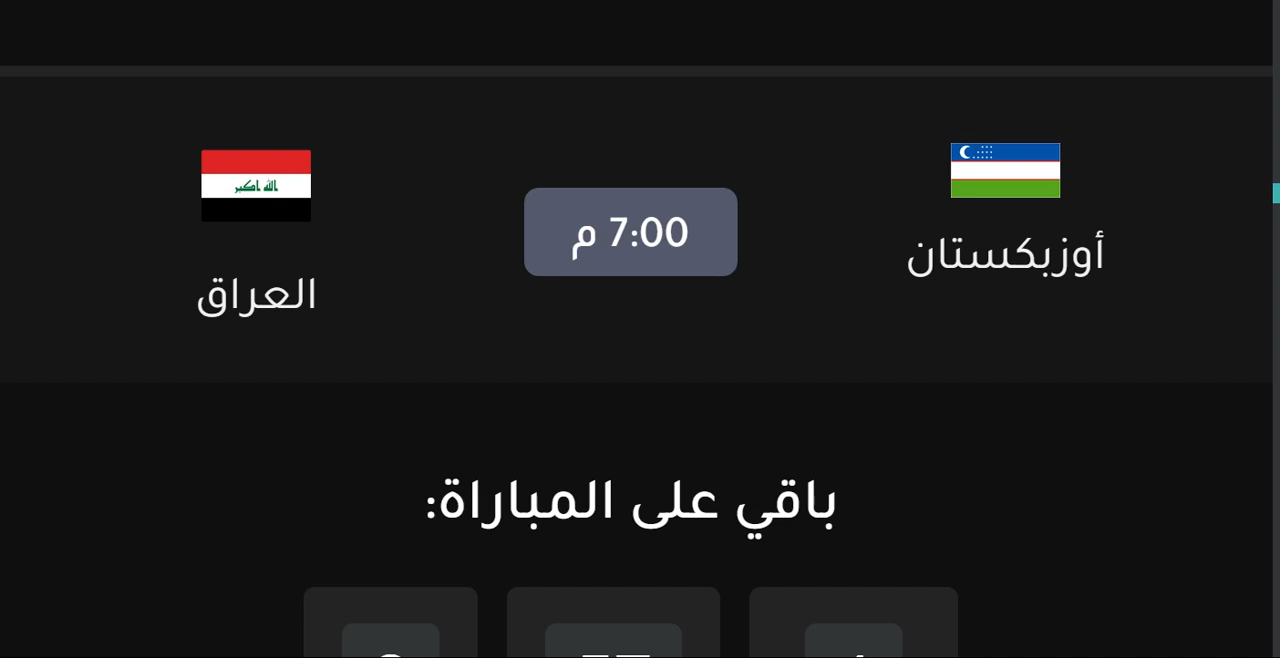 أوزبكستان
7:00 م
العراق
باقي على المباراة: